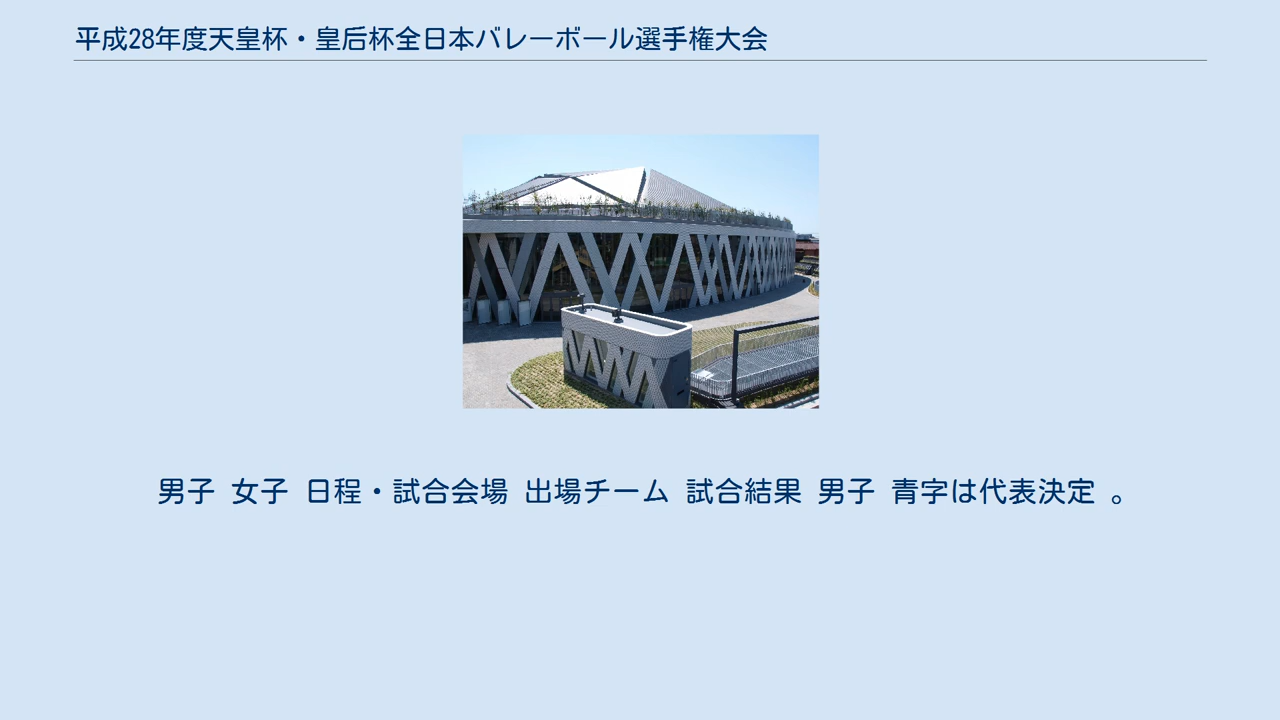 平成28年度天皇杯・皇后杯全日本バレーボール選手権大会
男子 女子 日程・試合会場 出場チーム 試合結果 男子 青字は代表決定 。